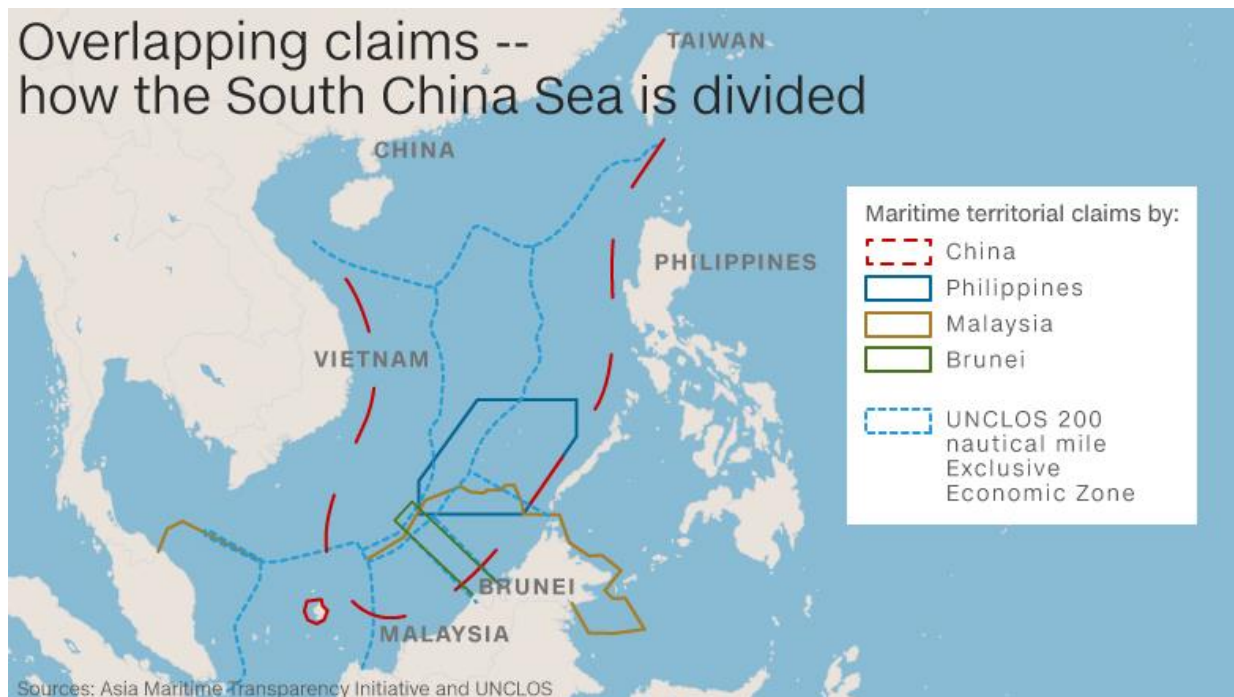 Overlapping claims --
how the South China Sea is divided
TAIWAN
CHINA
PHILIPPINES
VIETNAM
BRUNEI
MALAYSIA
Maritime territorial claims by:
China
Philippines
Malaysia
Brunei
UNCLOS 200
nautical mile
Exclusive
Economic Zone
Sources: Asia Maritime Transparency Initiative and UNCLOS